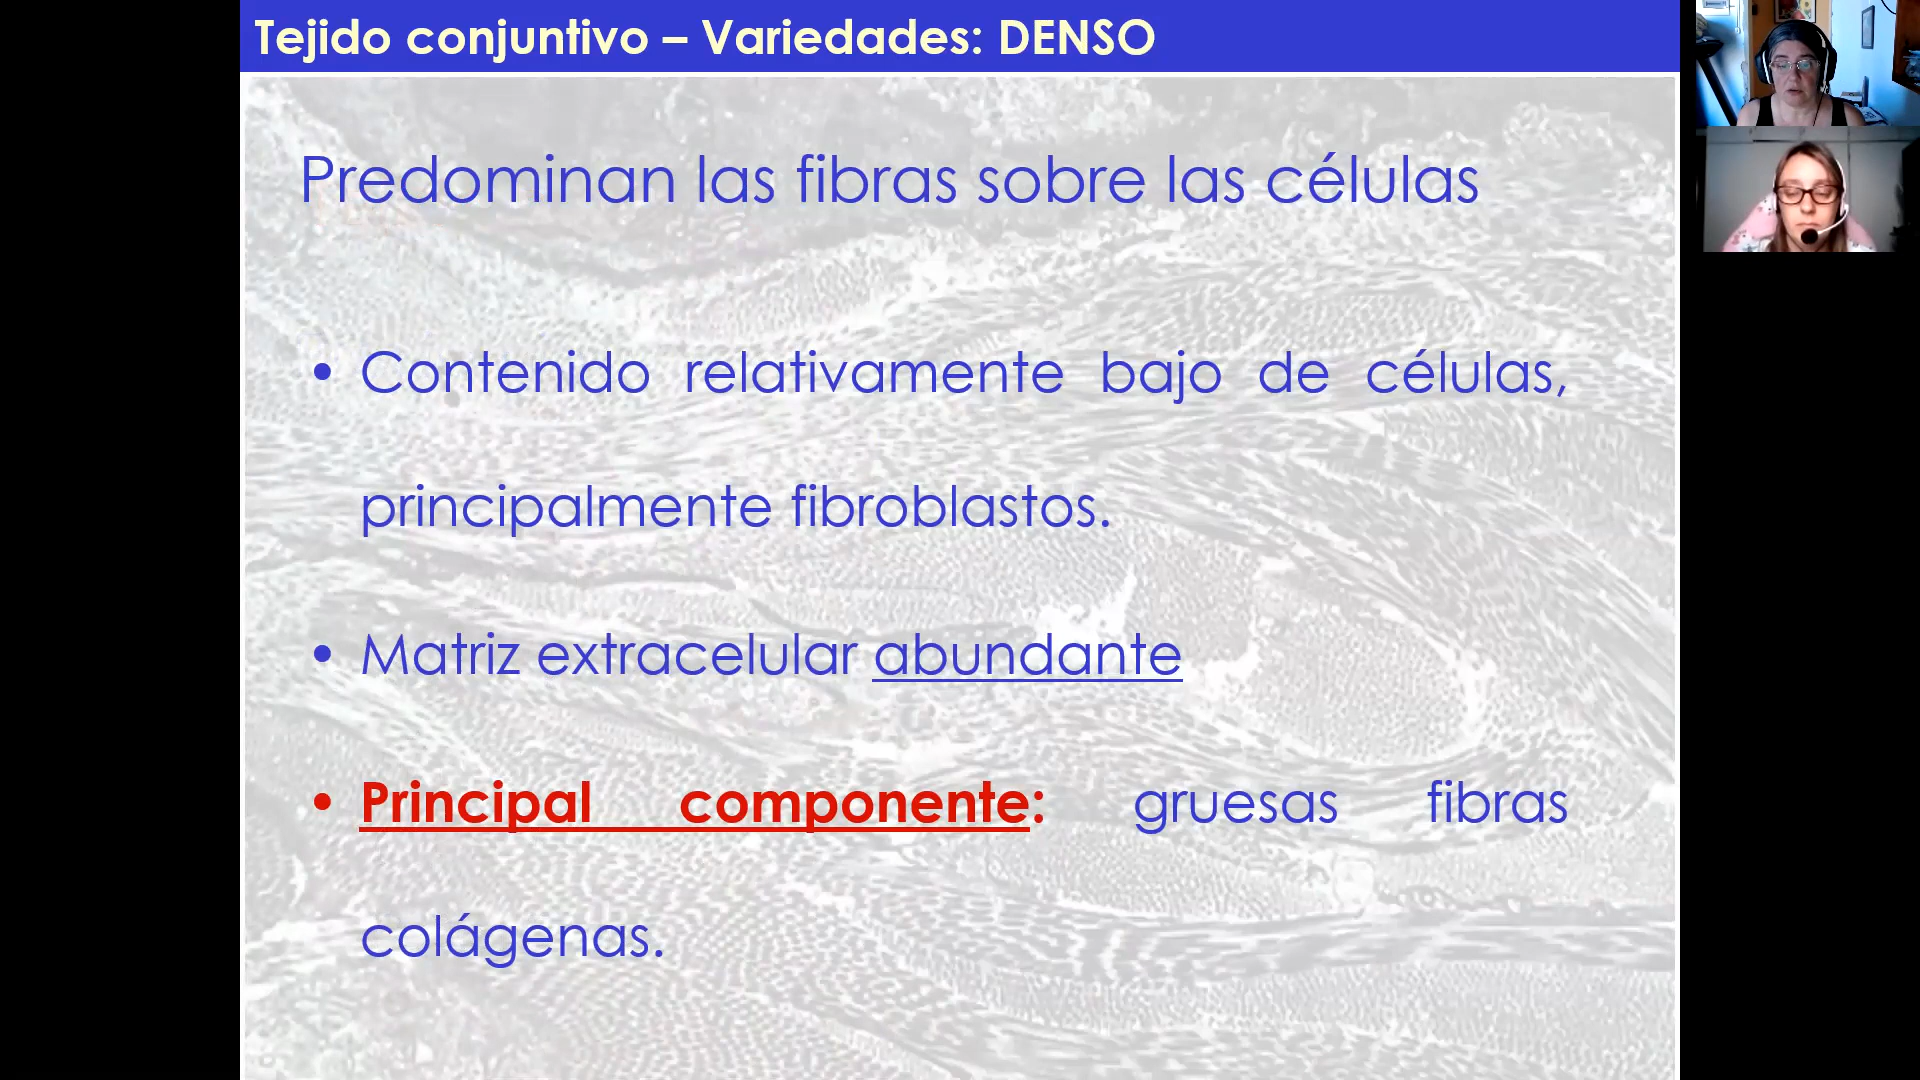 Tejido conjuntivo – Variedades: DENSO
Predominan las fibras sobre las células
• Contenido relativamente bajo de células,
principalmente fibroblastos.
• Matriz extracelular abundante
• Principal componente: gruesas fibras
colágenas.